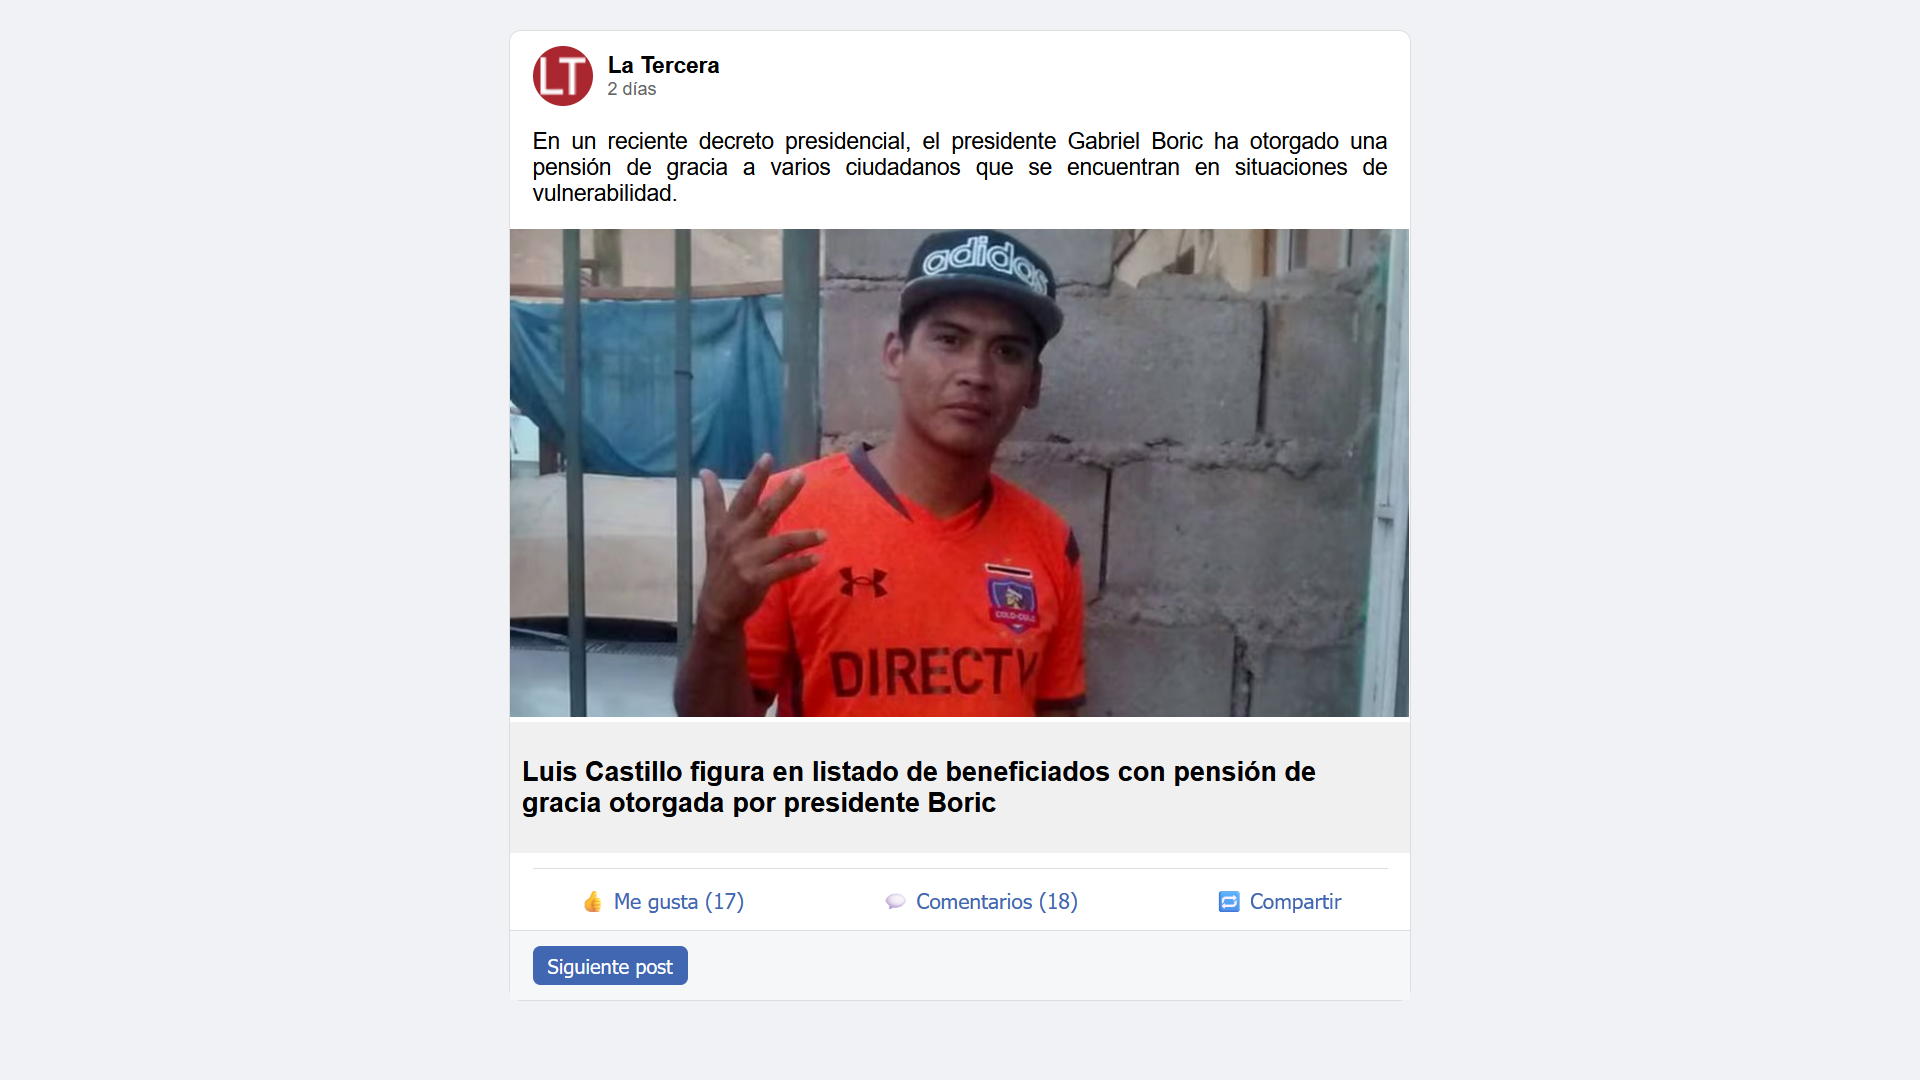 LT
La Tercera
2 días
En un reciente decreto presidencial, el presidente Gabriel Boric ha otorgado una
pensión de gracia a varios ciudadanos que se encuentran en situaciones de
vulnerabilidad.
adidas
COLO-COLO
DIRECTV
Luis Castillo figura en listado de beneficiados con pensión de
gracia otorgada por presidente Boric
Me gusta (17)
Comentarios (18)
Compartir
Siguiente post